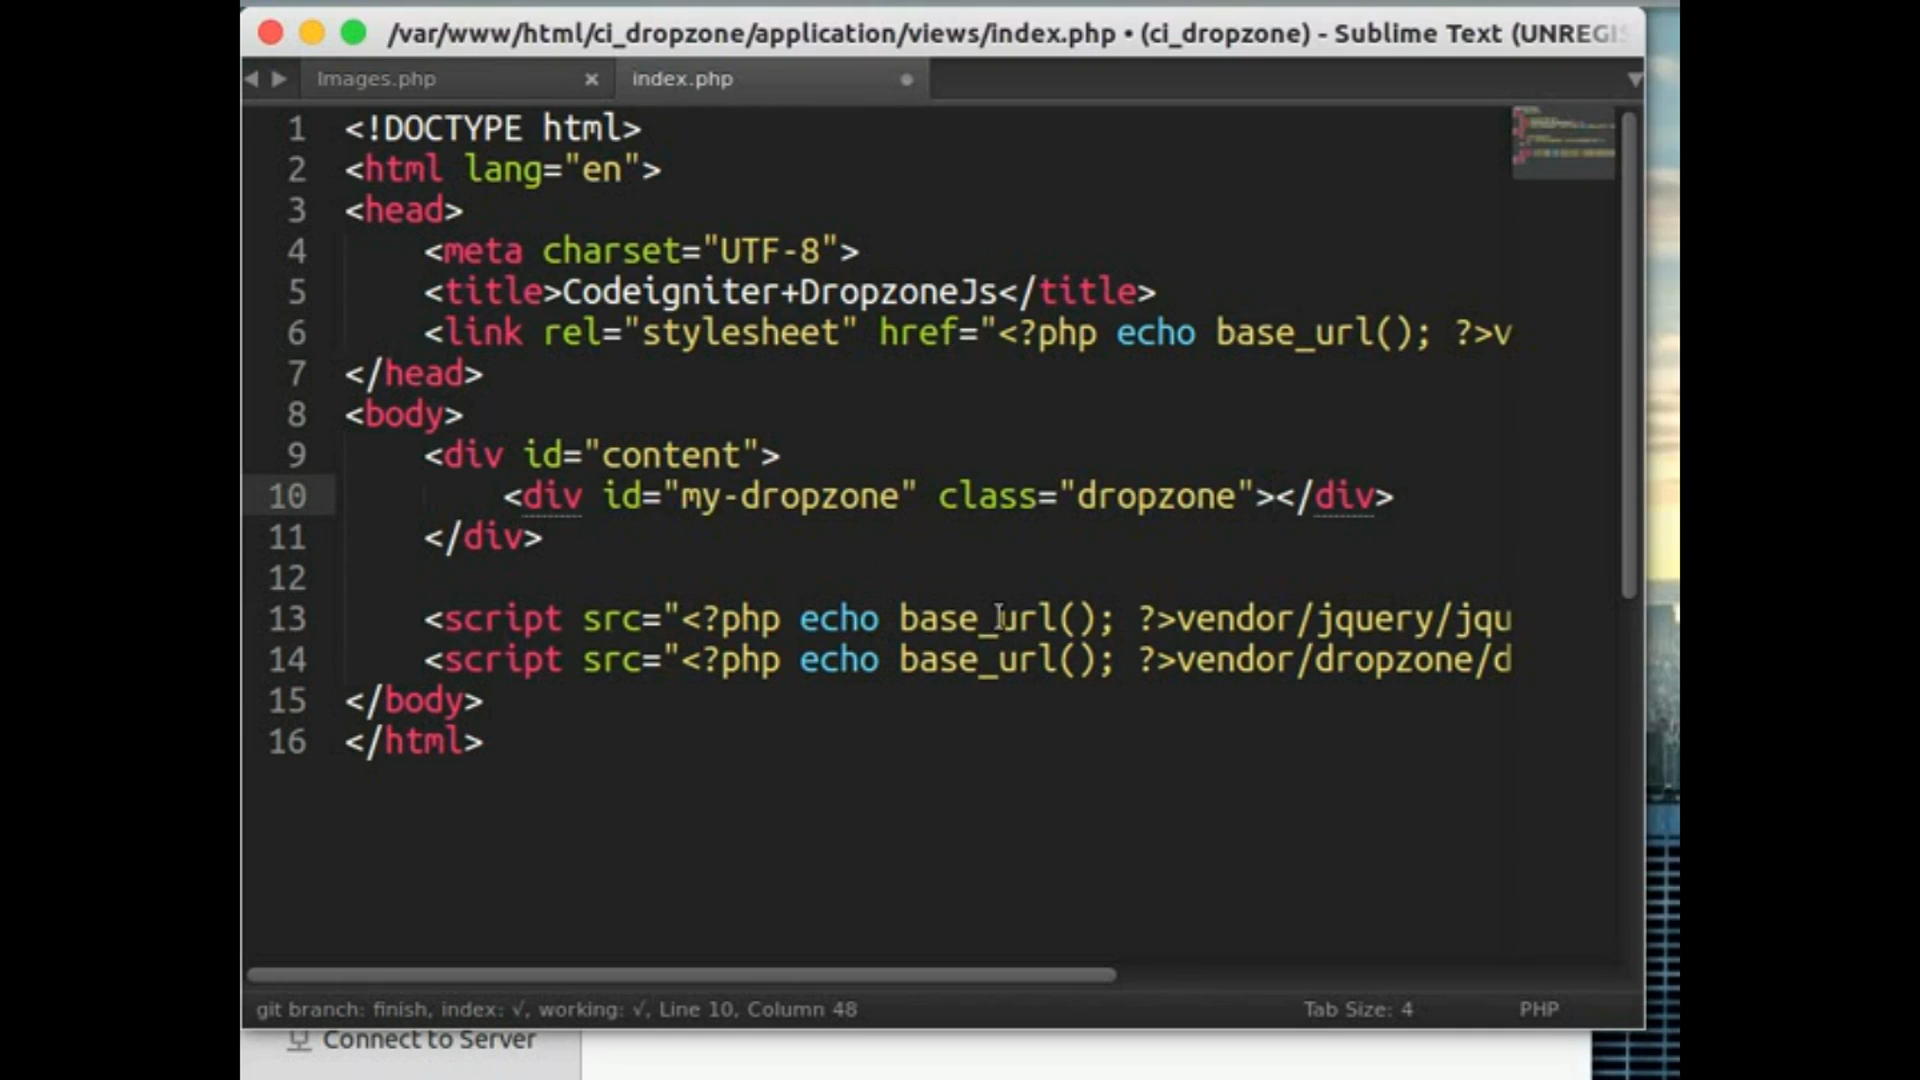 /var/www/html/ci_dropzone/application/views/index.php • (ci_dropzone) - Sublime Text (UNREGIS
Images.php × index.php
1 <!DOCTYPE html>
2 <html lang="en">
3 <head>
4 <meta charset="UTF-8">
5 <title>Codeigniter+DropzoneJs</title>
6 <link rel="stylesheet" href="<?php echo base_url(); ?>v
7 </head>
8 <body>
9 <div id="content">
10 <div id="my-dropzone" class="dropzone"></div>
11 </div>
12
13 <script src="<?php echo base_url(); ?>vendor/jquery/jqu
14 <script src="<?php echo base_url(); ?>vendor/dropzone/d
15 </body>
16 </html>
git branch: finish, index: √, working: √, Line 10, Column 48 Tab Size: 4 PHP
Connect to Server